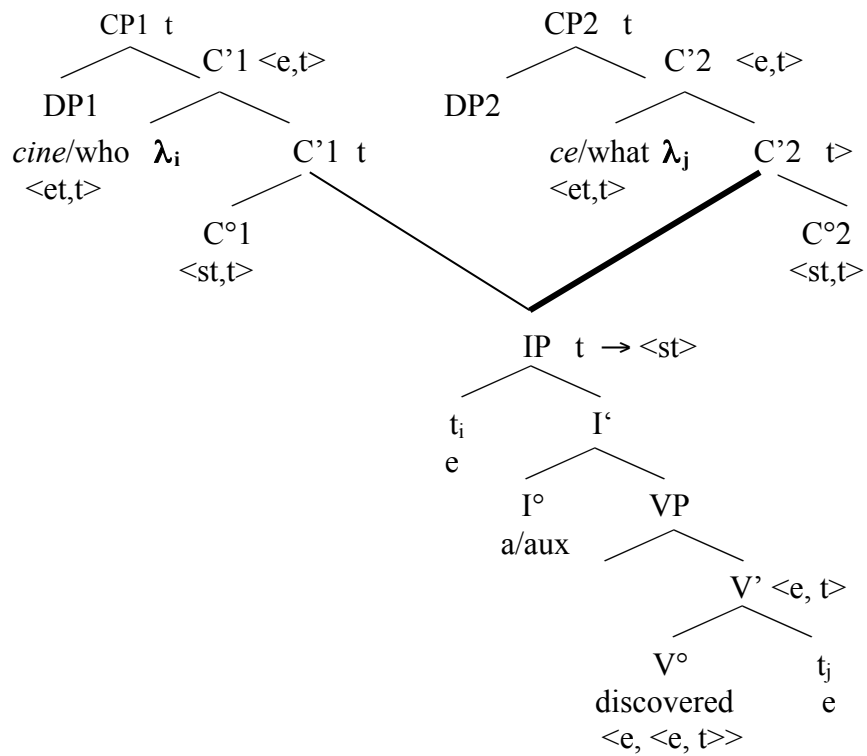 CP1 t CP2 t
C’1 <e,t> C’2 <e,t>
DP1 DP2
cine/who λi C’1 t ce/what λj C’2 t>
<et,t> <et,t>
C°1 C°2
<st,t> <st,t>
IP t → <st>
ti I‘
e
I° VP
a/aux
V’ <e, t>
V° tj
discovered e
<e, <e, t>>